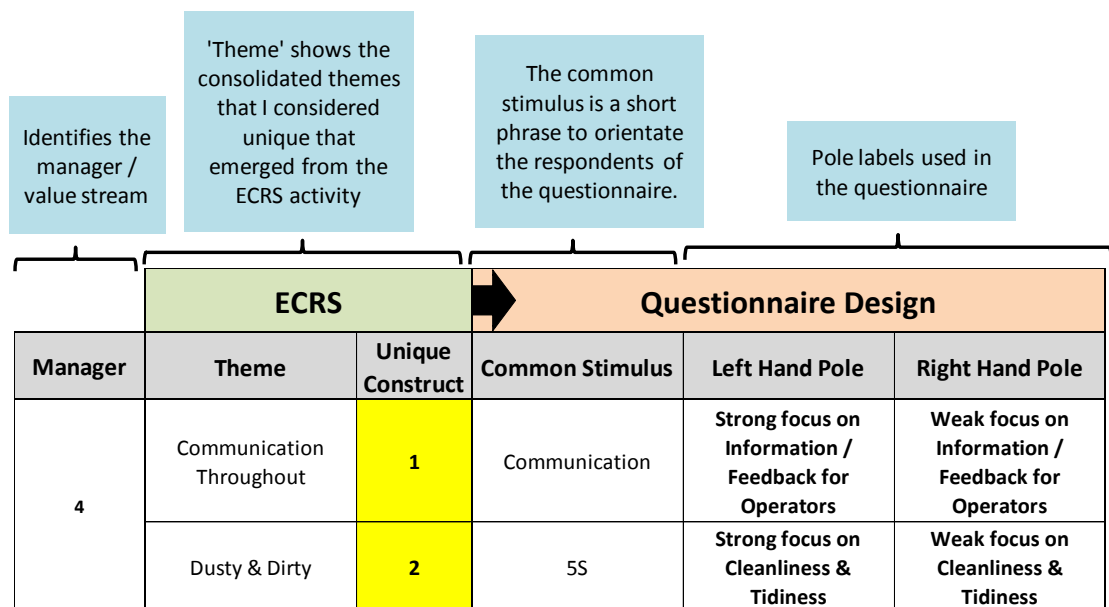 Identifies the
manager /
value stream
'Theme' shows the
consolidated themes
that I considered
unique that
emerged from the
ECRS activity
The common
stimulus is a short
phrase to orientate
the respondents of
the questionnaire.
Pole labels used in
the questionnaire
ECRS
Questionnaire Design
Manager
Theme
Unique
Construct
Common Stimulus
Left Hand Pole
Right Hand Pole
4
Communication
Throughout
1
Communication
Strong focus on
Information /
Feedback for
Operators
Weak focus on
Information /
Feedback for
Operators
Dusty & Dirty
2
5S
Strong focus on
Cleanliness &
Tidiness
Weak focus on
Cleanliness &
Tidiness